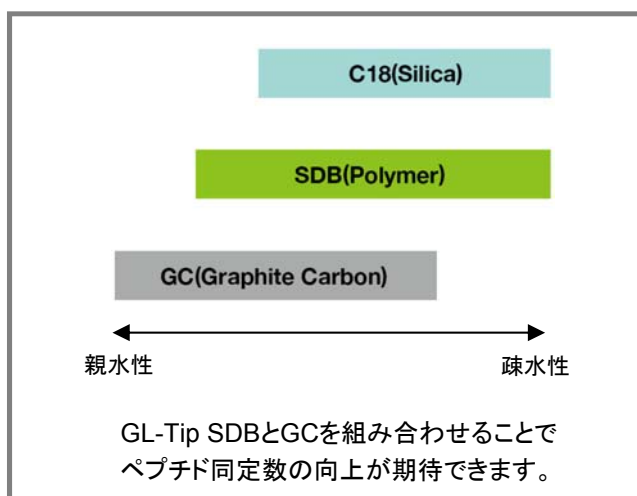 C18(Silica)
SDB(Polymer)
GC(Graphite Carbon)
親水性 疎水性
GL-Tip SDBとGCを組み合わせることで
ペプチド同定数の向上が期待できます。